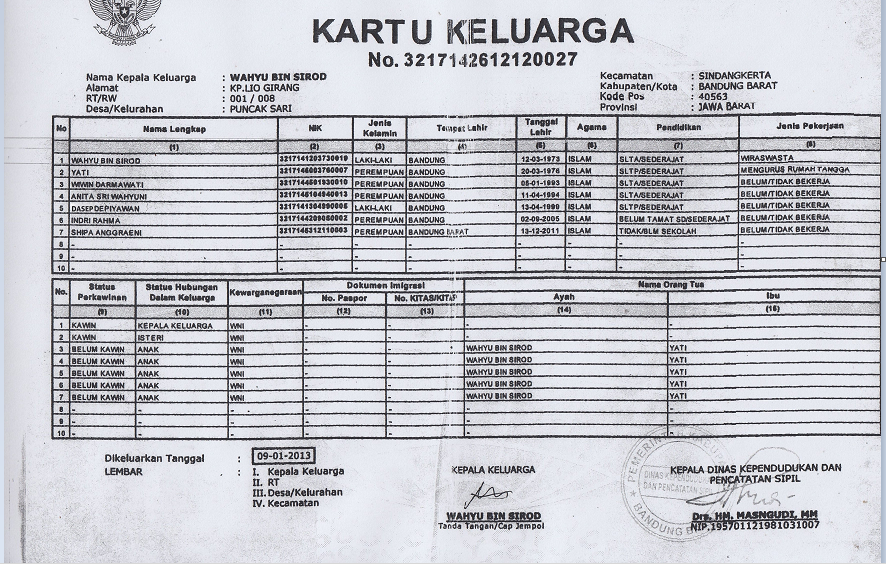 KARTU KELUARGA
No. 3217142612120027
Nama Kepala Keluarga : WAHYU BIN SIROD
Alamat : KP.LIO GIRANG
RT/RW : 001 / 008
Desa/Kelurahan : PUNCAK SARI
Kecamatan : SINDANGKERTA
Kabupaten/Kota : BANDUNG BARAT
Kode Pos : 40563
Provinsi : JAWA BARAT
No Nama Lengkap NIK Jenis Kelamin Tempat Lahir Tanggal Lahir Agama Pendidikan Jenis Pekerjaan
(1) (2) (3) (4) (5) (6) (7) (8)
1 WAHYU BIN SIROD LAKI-LAKI BANDUNG 12-03-1973 ISLAM SLTA/SEDERAJAT WIRASWASTA
2 YATI PEREMPUAN BANDUNG 20-03-1976 ISLAM SLTP/SEDERAJAT MENGURUS RUMAH TANGGA
3 WIWIN DARMAWATI PEREMPUAN BANDUNG 05-01-1993 ISLAM SLTA/SEDERAJAT BELUM/TIDAK BEKERJA
4 ANITA SRI WAHYUNI PEREMPUAN BANDUNG 11-04-1994 ISLAM SLTA/SEDERAJAT BELUM/TIDAK BEKERJA
5 DASEP DEPIYAWAN LAKI-LAKI BANDUNG 13-04-1999 ISLAM SLTP/SEDERAJAT BELUM/TIDAK BEKERJA
6 INDRI RAHMA PEREMPUAN BANDUNG 02-09-2005 ISLAM BELUM TAMAT SD/SEDERAJAT BELUM/TIDAK BEKERJA
7 SHIPA ANGGRAENI PEREMPUAN BANDUNG BARAT 13-12-2011 ISLAM TIDAK/BLM SEKOLAH BELUM/TIDAK BEKERJA
8 - - - - - - - -
9 - - - - - - - -
10 - - - - - - - -
No. Status Perkawinan Status Hubungan Dalam Keluarga Kewarganegaraan Dokumen Imigrasi Nama Orang Tua
No. Paspor No. KITAS/KITAP Ayah Ibu
(9) (10) (11) (12) (13) (14) (15)
1 KAWIN KEPALA KELUARGA WNI - - - -
2 KAWIN ISTERI WNI - - - -
3 BELUM KAWIN ANAK WNI - - WAHYU BIN SIROD YATI
4 BELUM KAWIN ANAK WNI - - WAHYU BIN SIROD YATI
5 BELUM KAWIN ANAK WNI - - WAHYU BIN SIROD YATI
6 BELUM KAWIN ANAK WNI - - WAHYU BIN SIROD YATI
7 BELUM KAWIN ANAK WNI - - WAHYU BIN SIROD YATI
8 - - - - - - -
9 - - - - - - -
10 - - - - - - -
Dikeluarkan Tanggal : 09-01-2013
LEMBAR : I. Kepala Keluarga
II. RT
III. Desa/Kelurahan
IV. Kecamatan
KEPALA KELUARGA
WAHYU BIN SIROD
Tanda Tangan/Cap Jempol
KEPALA DINAS KEPENDUDUKAN DAN
PENCATATAN SIPIL
Drs. HM. MASNGUDI, MM
NIP.195701121981031007